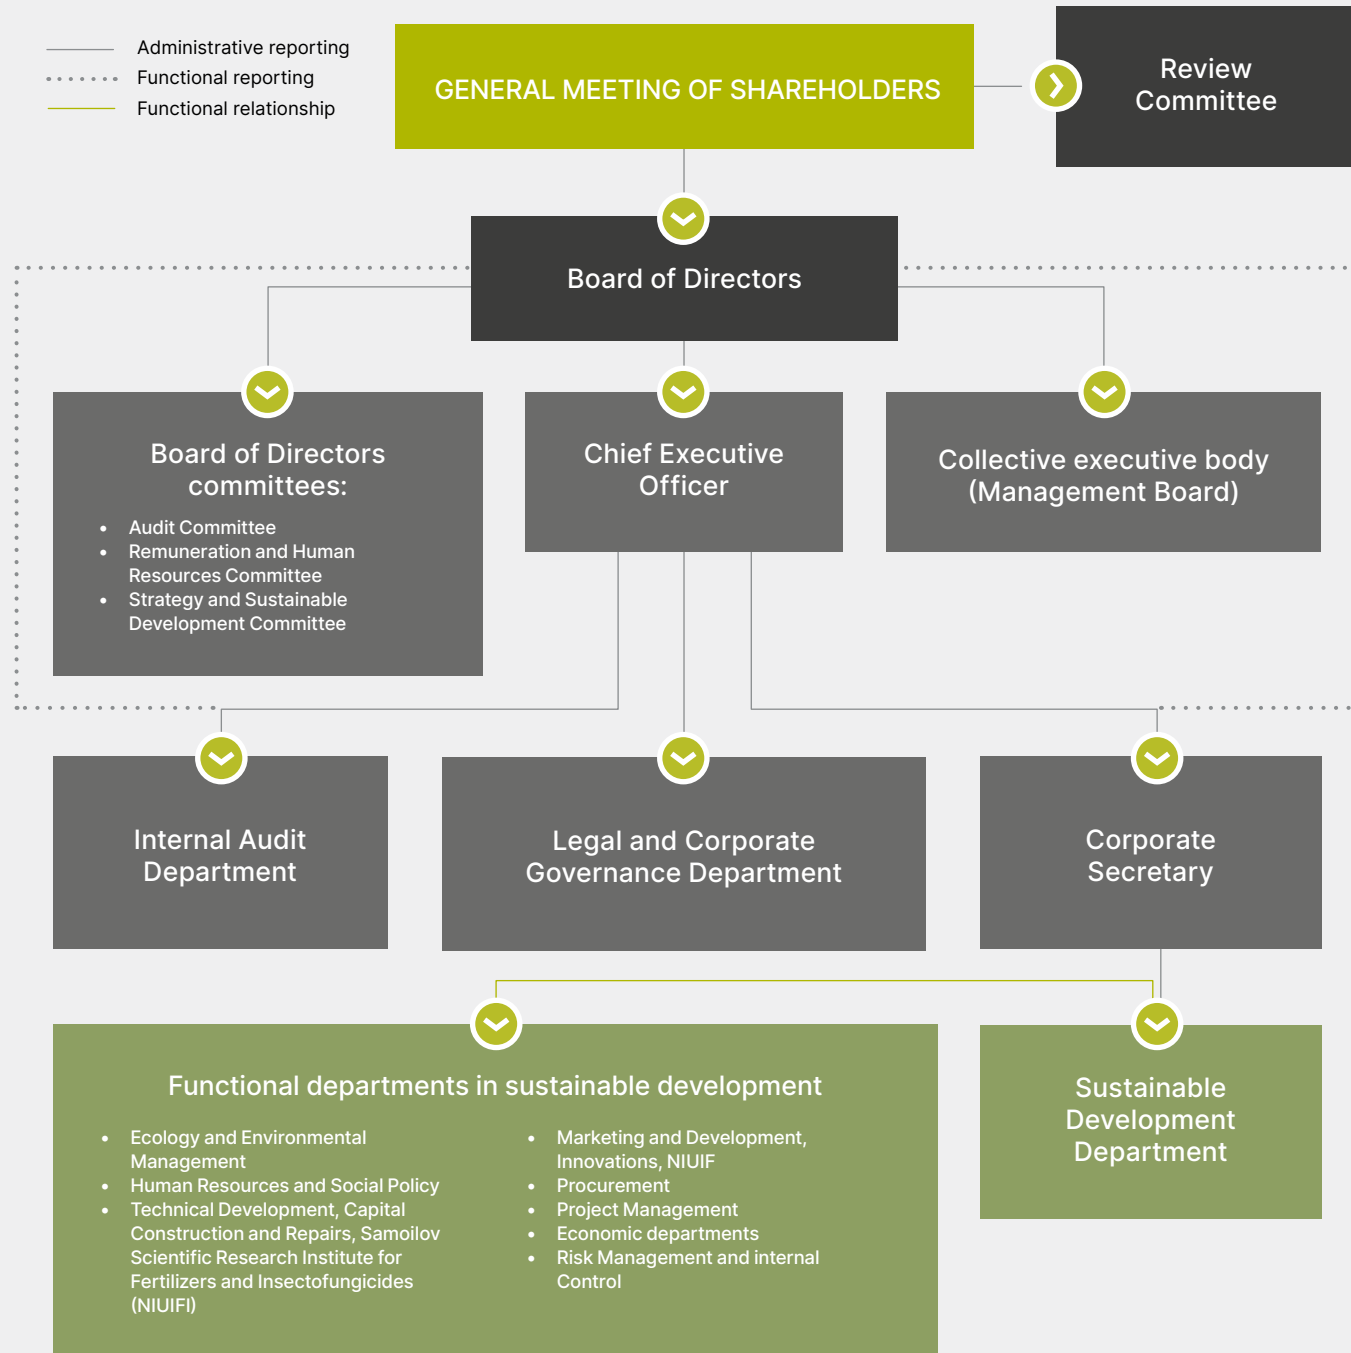 Administrative reporting
Functional reporting
Functional relationship
GENERAL MEETING OF SHAREHOLDERS
Review
Committee
Board of Directors
Board of Directors
committees:
• Audit Committee
• Remuneration and Human
Resources Committee
• Strategy and Sustainable
Development Committee
Chief Executive
Officer
Collective executive body
(Management Board)
Internal Audit
Department
Legal and Corporate
Governance Department
Corporate
Secretary
Functional departments in sustainable development
• Ecology and Environmental
Management
• Human Resources and Social Policy
• Technical Development, Capital
Construction and Repairs, Samoilov
Scientific Research Institute for
Fertilizers and Insectofungicides
(NIUIFI)
• Marketing and Development,
Innovations, NIUIF
• Procurement
• Project Management
• Economic departments
• Risk Management and internal
Control
Sustainable
Development
Department